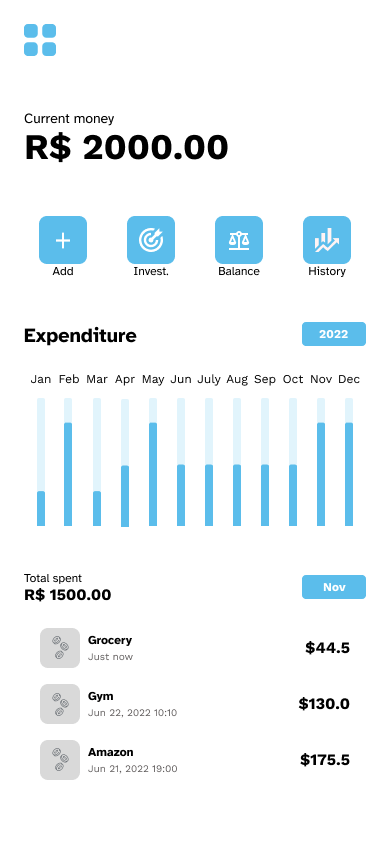 Current money
R$ 2000.00
Add Invest. Balance History
Expenditure 2022
Jan Feb Mar Apr May Jun July Aug Sep Oct Nov Dec
Total spent
R$ 1500.00 Nov
Grocery
Just now
$44.5
Gym
Jun 22, 2022 10:10
$130.0
Amazon
Jun 21, 2022 19:00
$175.5